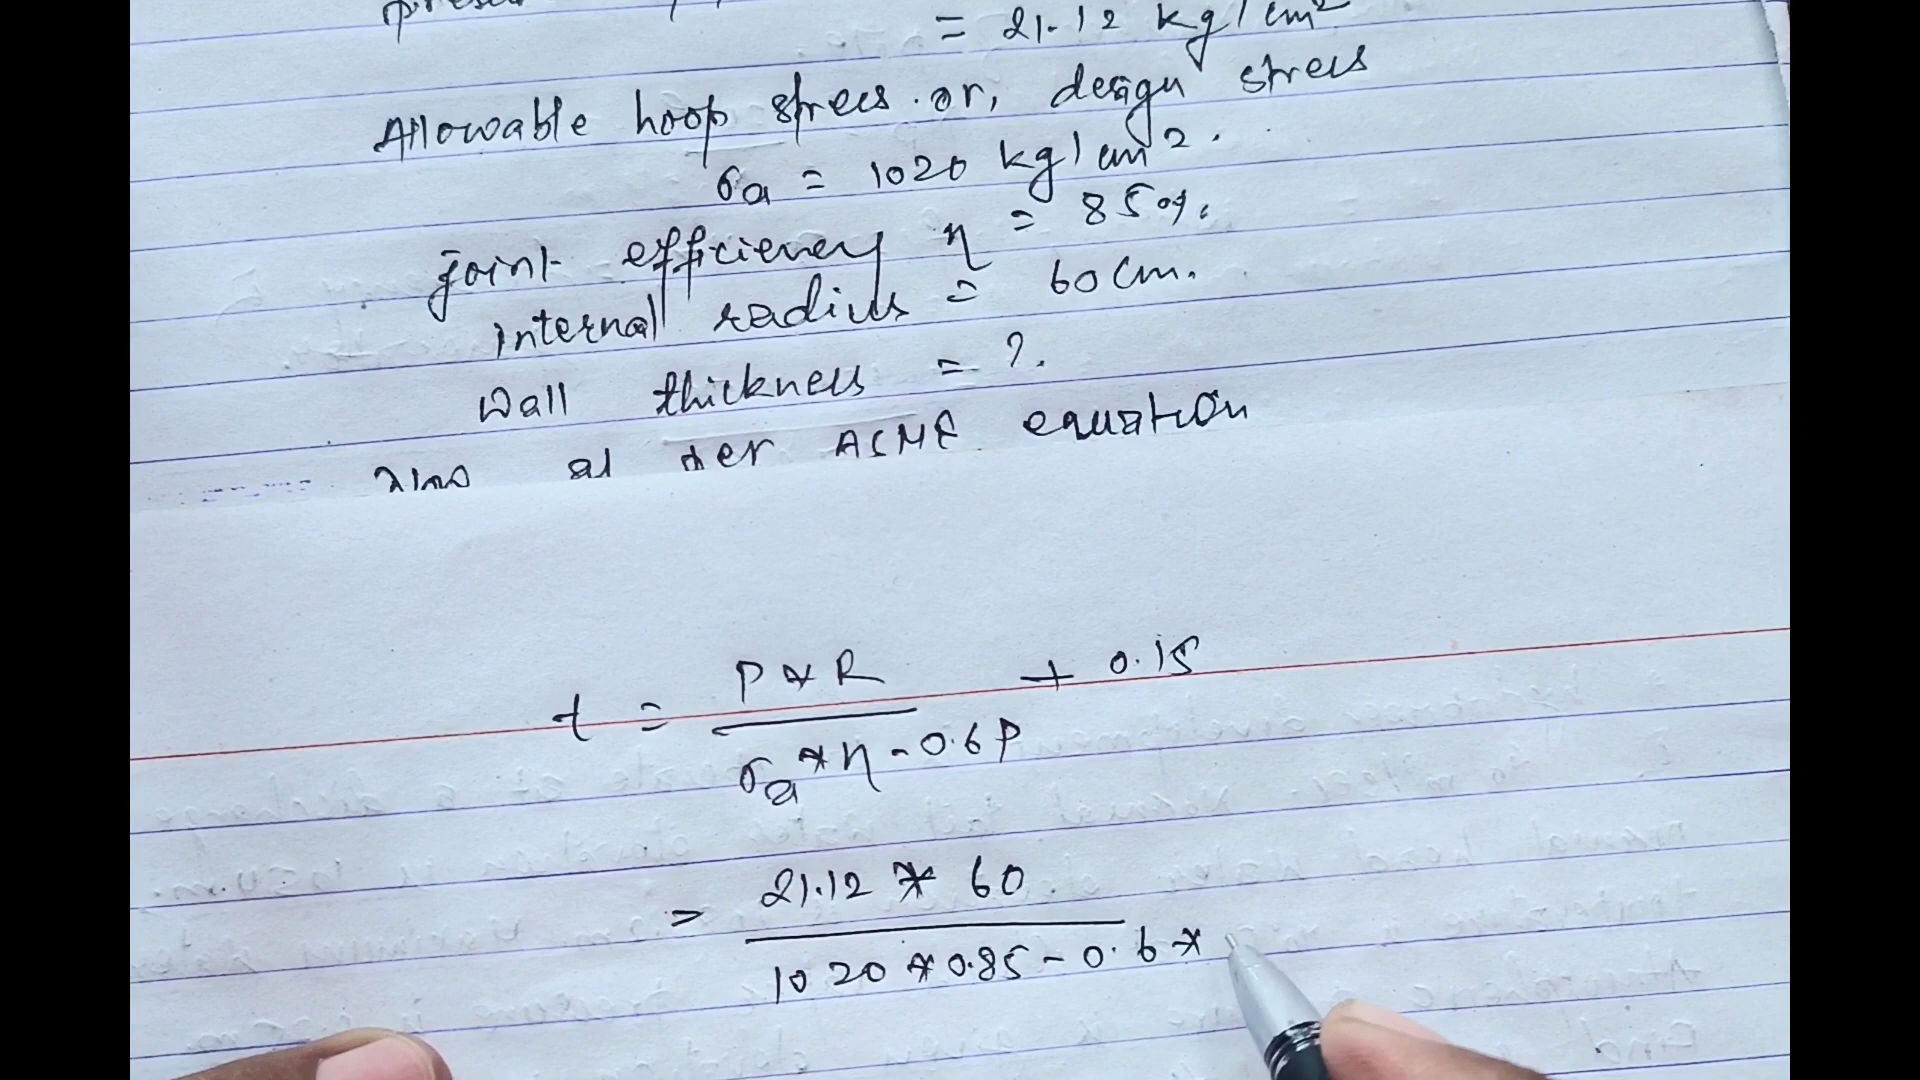 = 21.12 kg/cm²
Allowable hoop stress or, design stress
σa = 1020 kg/cm².
joint efficiency η = 85%.
internal radius = 60 cm.
Wall thickness = ?.
as per ASME equation
t = P * R / σa * η - 0.6 P + 0.15
= 21.12 * 60 / 1020 * 0.85 - 0.6 *